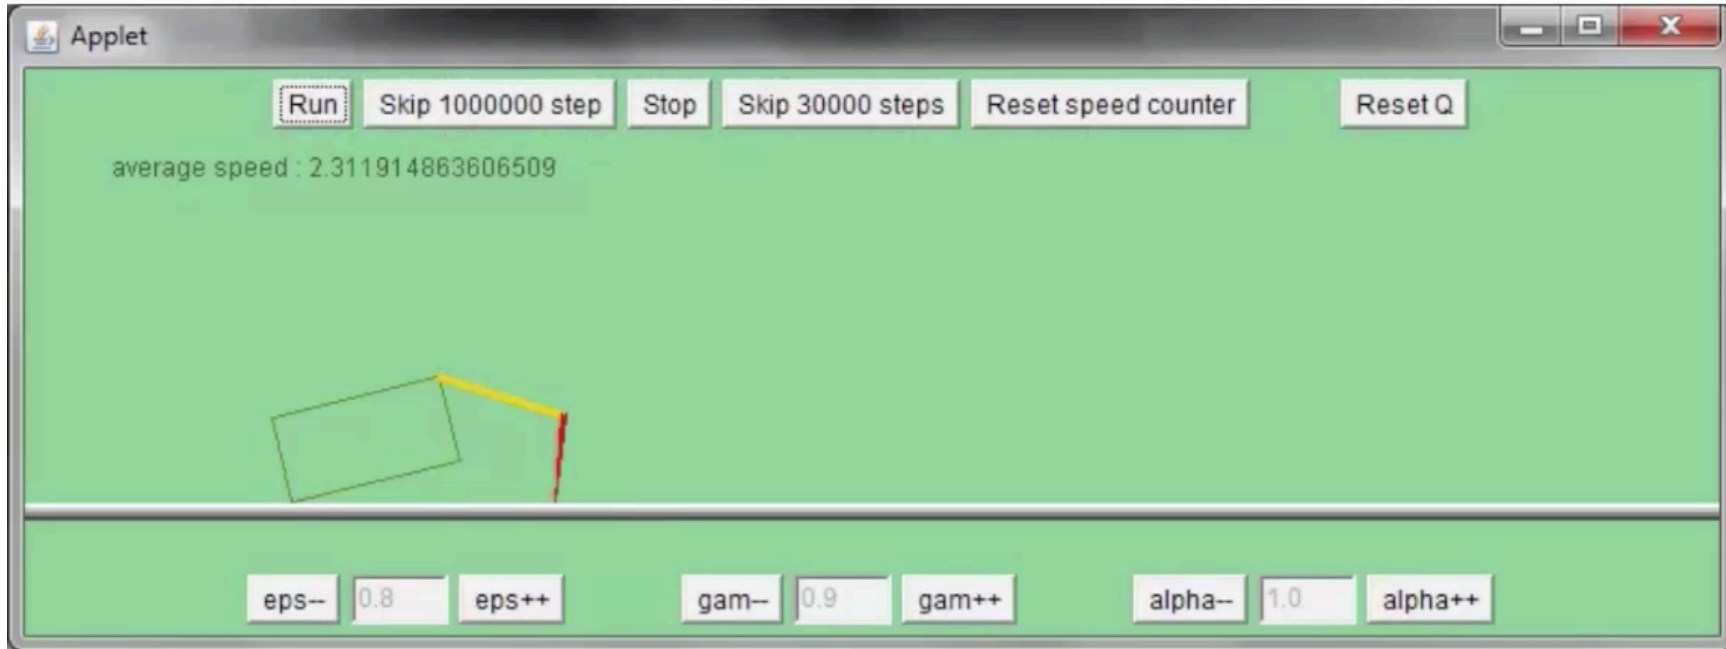 Applet
Run Skip 1000000 step Stop Skip 30000 steps Reset speed counter Reset Q
average speed : 2.311914863606509
eps-- 0.8 eps++ gam-- 0.9 gam++ alpha-- 1.0 alpha++